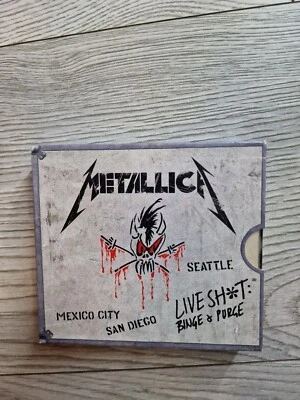 METALLICA
SEATTLE
MEXICO CITY
SAN DIEGO
LIVE SH*T:
BINGE & PURGE